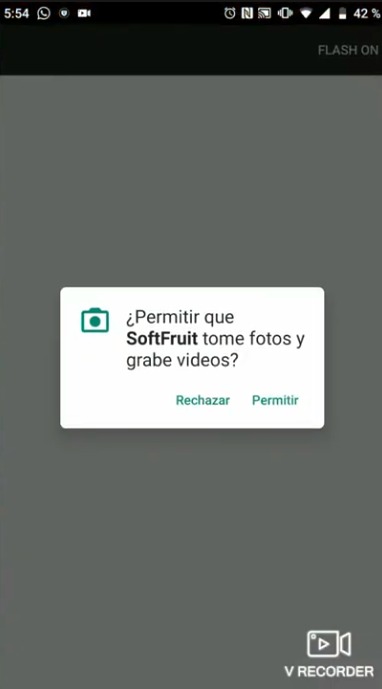 5:54
42 %
FLASH ON
¿Permitir que
SoftFruit tome fotos y
grabe videos?
Rechazar Permitir
V RECORDER